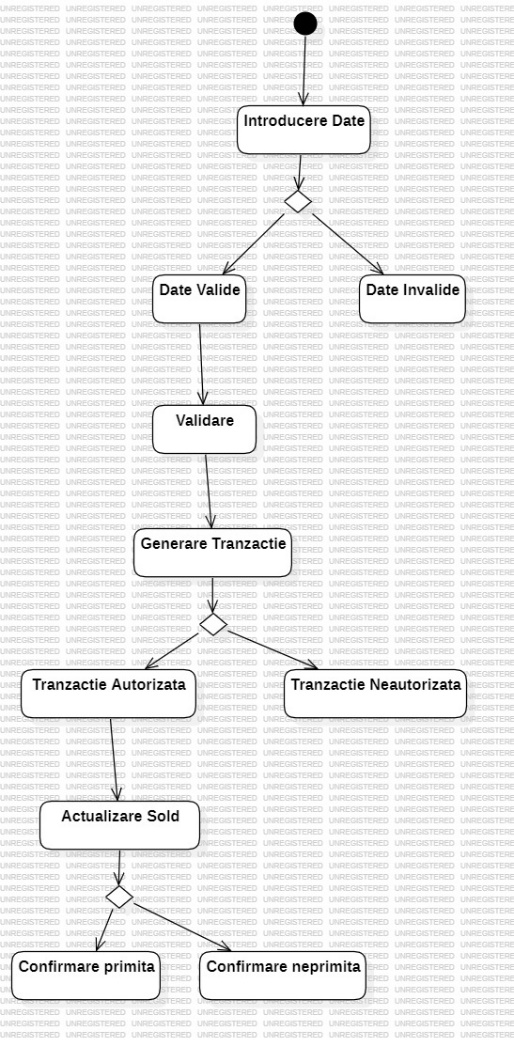 Introducere Date
Date Valide
Date Invalide
Validare
Generare Tranzactie
Tranzactie Autorizata
Tranzactie Neautorizata
Actualizare Sold
Confirmare primita
Confirmare neprimita
UNREGISTERED